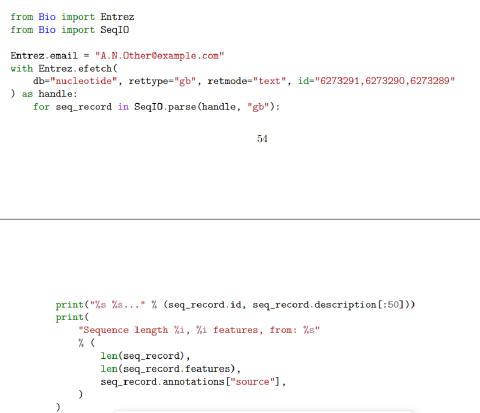 from Bio import Entrez
from Bio import SeqIO

Entrez.email = "A.N.Other@example.com"
with Entrez.efetch(
    db="nucleotide", rettype="gb", retmode="text", id="6273291,6273290,6273289"
) as handle:
    for seq_record in SeqIO.parse(handle, "gb"):
54
        print("%s %s..." % (seq_record.id, seq_record.description[:50]))
        print(
            "Sequence length %i, %i features, from: %s"
            % (
                len(seq_record),
                len(seq_record.features),
                seq_record.annotations["source"],
            )
        )